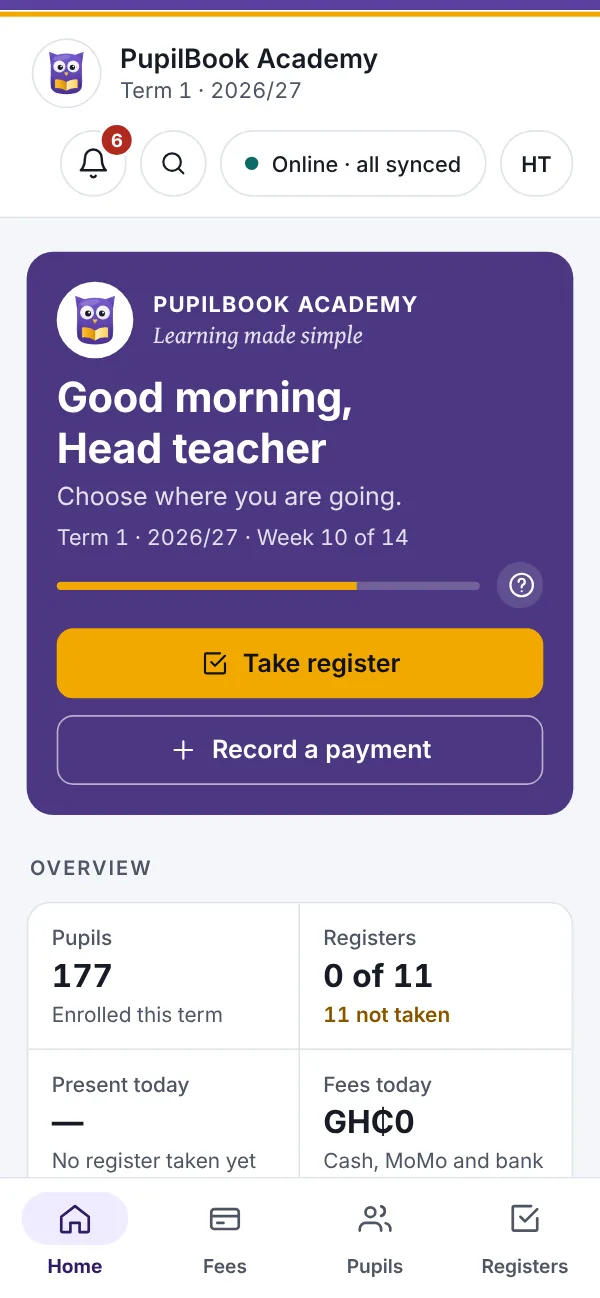 PupilBook Academy
Term 1 · 2026/27
6
Online · all synced
HT
PUPILBOOK ACADEMY
Learning made simple
Good morning,
Head teacher
Choose where you are going.
Term 1 · 2026/27 · Week 10 of 14
Take register
Record a payment
OVERVIEW
Pupils
177
Enrolled this term
Registers
0 of 11
11 not taken
Present today
—
No register taken yet
Fees today
GH₵0
Cash, MoMo and bank
Home
Fees
Pupils
Registers